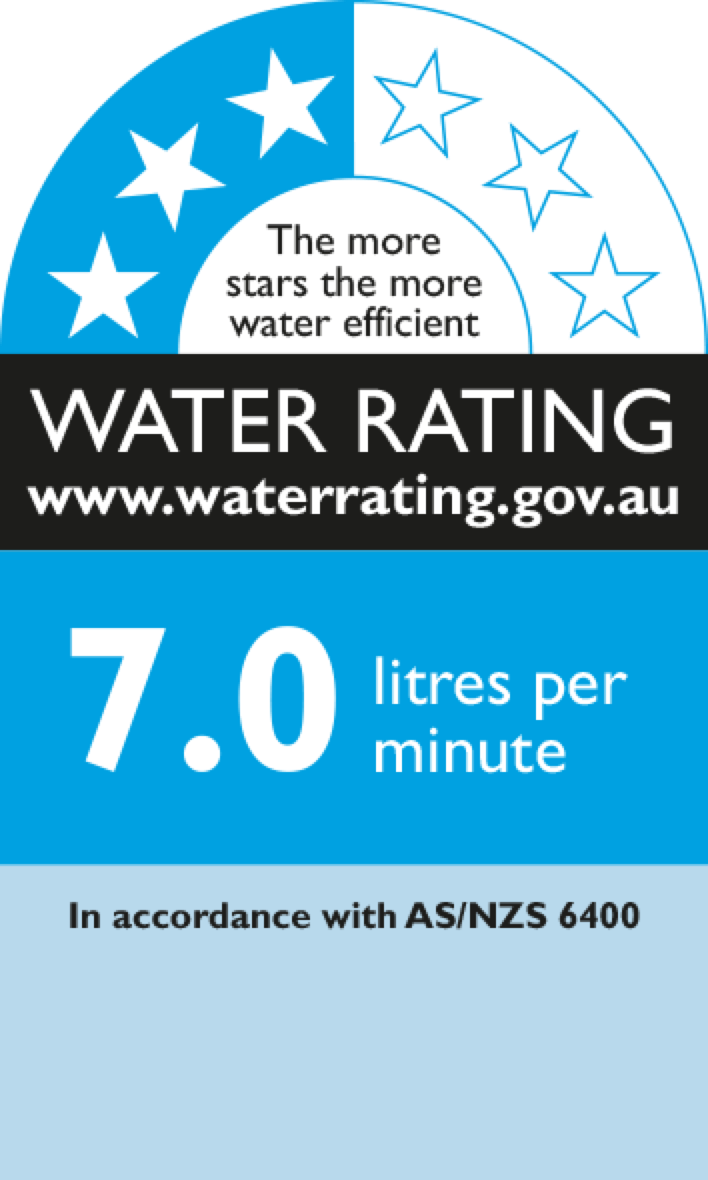 The more
stars the more
water efficient
WATER RATING
www.waterrating.gov.au
7.0 litres per
minute
In accordance with AS/NZS 6400